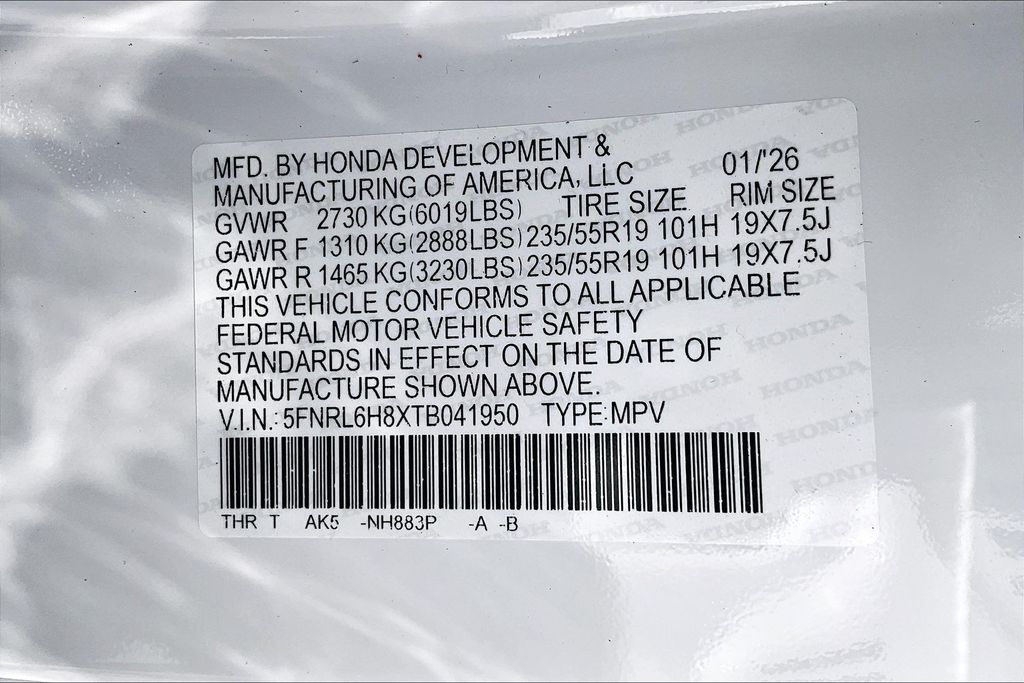 MFD. BY HONDA DEVELOPMENT &
MANUFACTURING OF AMERICA, LLC 01/'26
GVWR 2730 KG(6019LBS) TIRE SIZE RIM SIZE
GAWR F 1310 KG(2888LBS) 235/55R19 101H 19X7.5J
GAWR R 1465 KG(3230LBS) 235/55R19 101H 19X7.5J
THIS VEHICLE CONFORMS TO ALL APPLICABLE
FEDERAL MOTOR VEHICLE SAFETY
STANDARDS IN EFFECT ON THE DATE OF
MANUFACTURE SHOWN ABOVE.
V.I.N.: 5FNRL6H8XTB041950 TYPE: MPV
THR T AK5 -NH883P -A -B